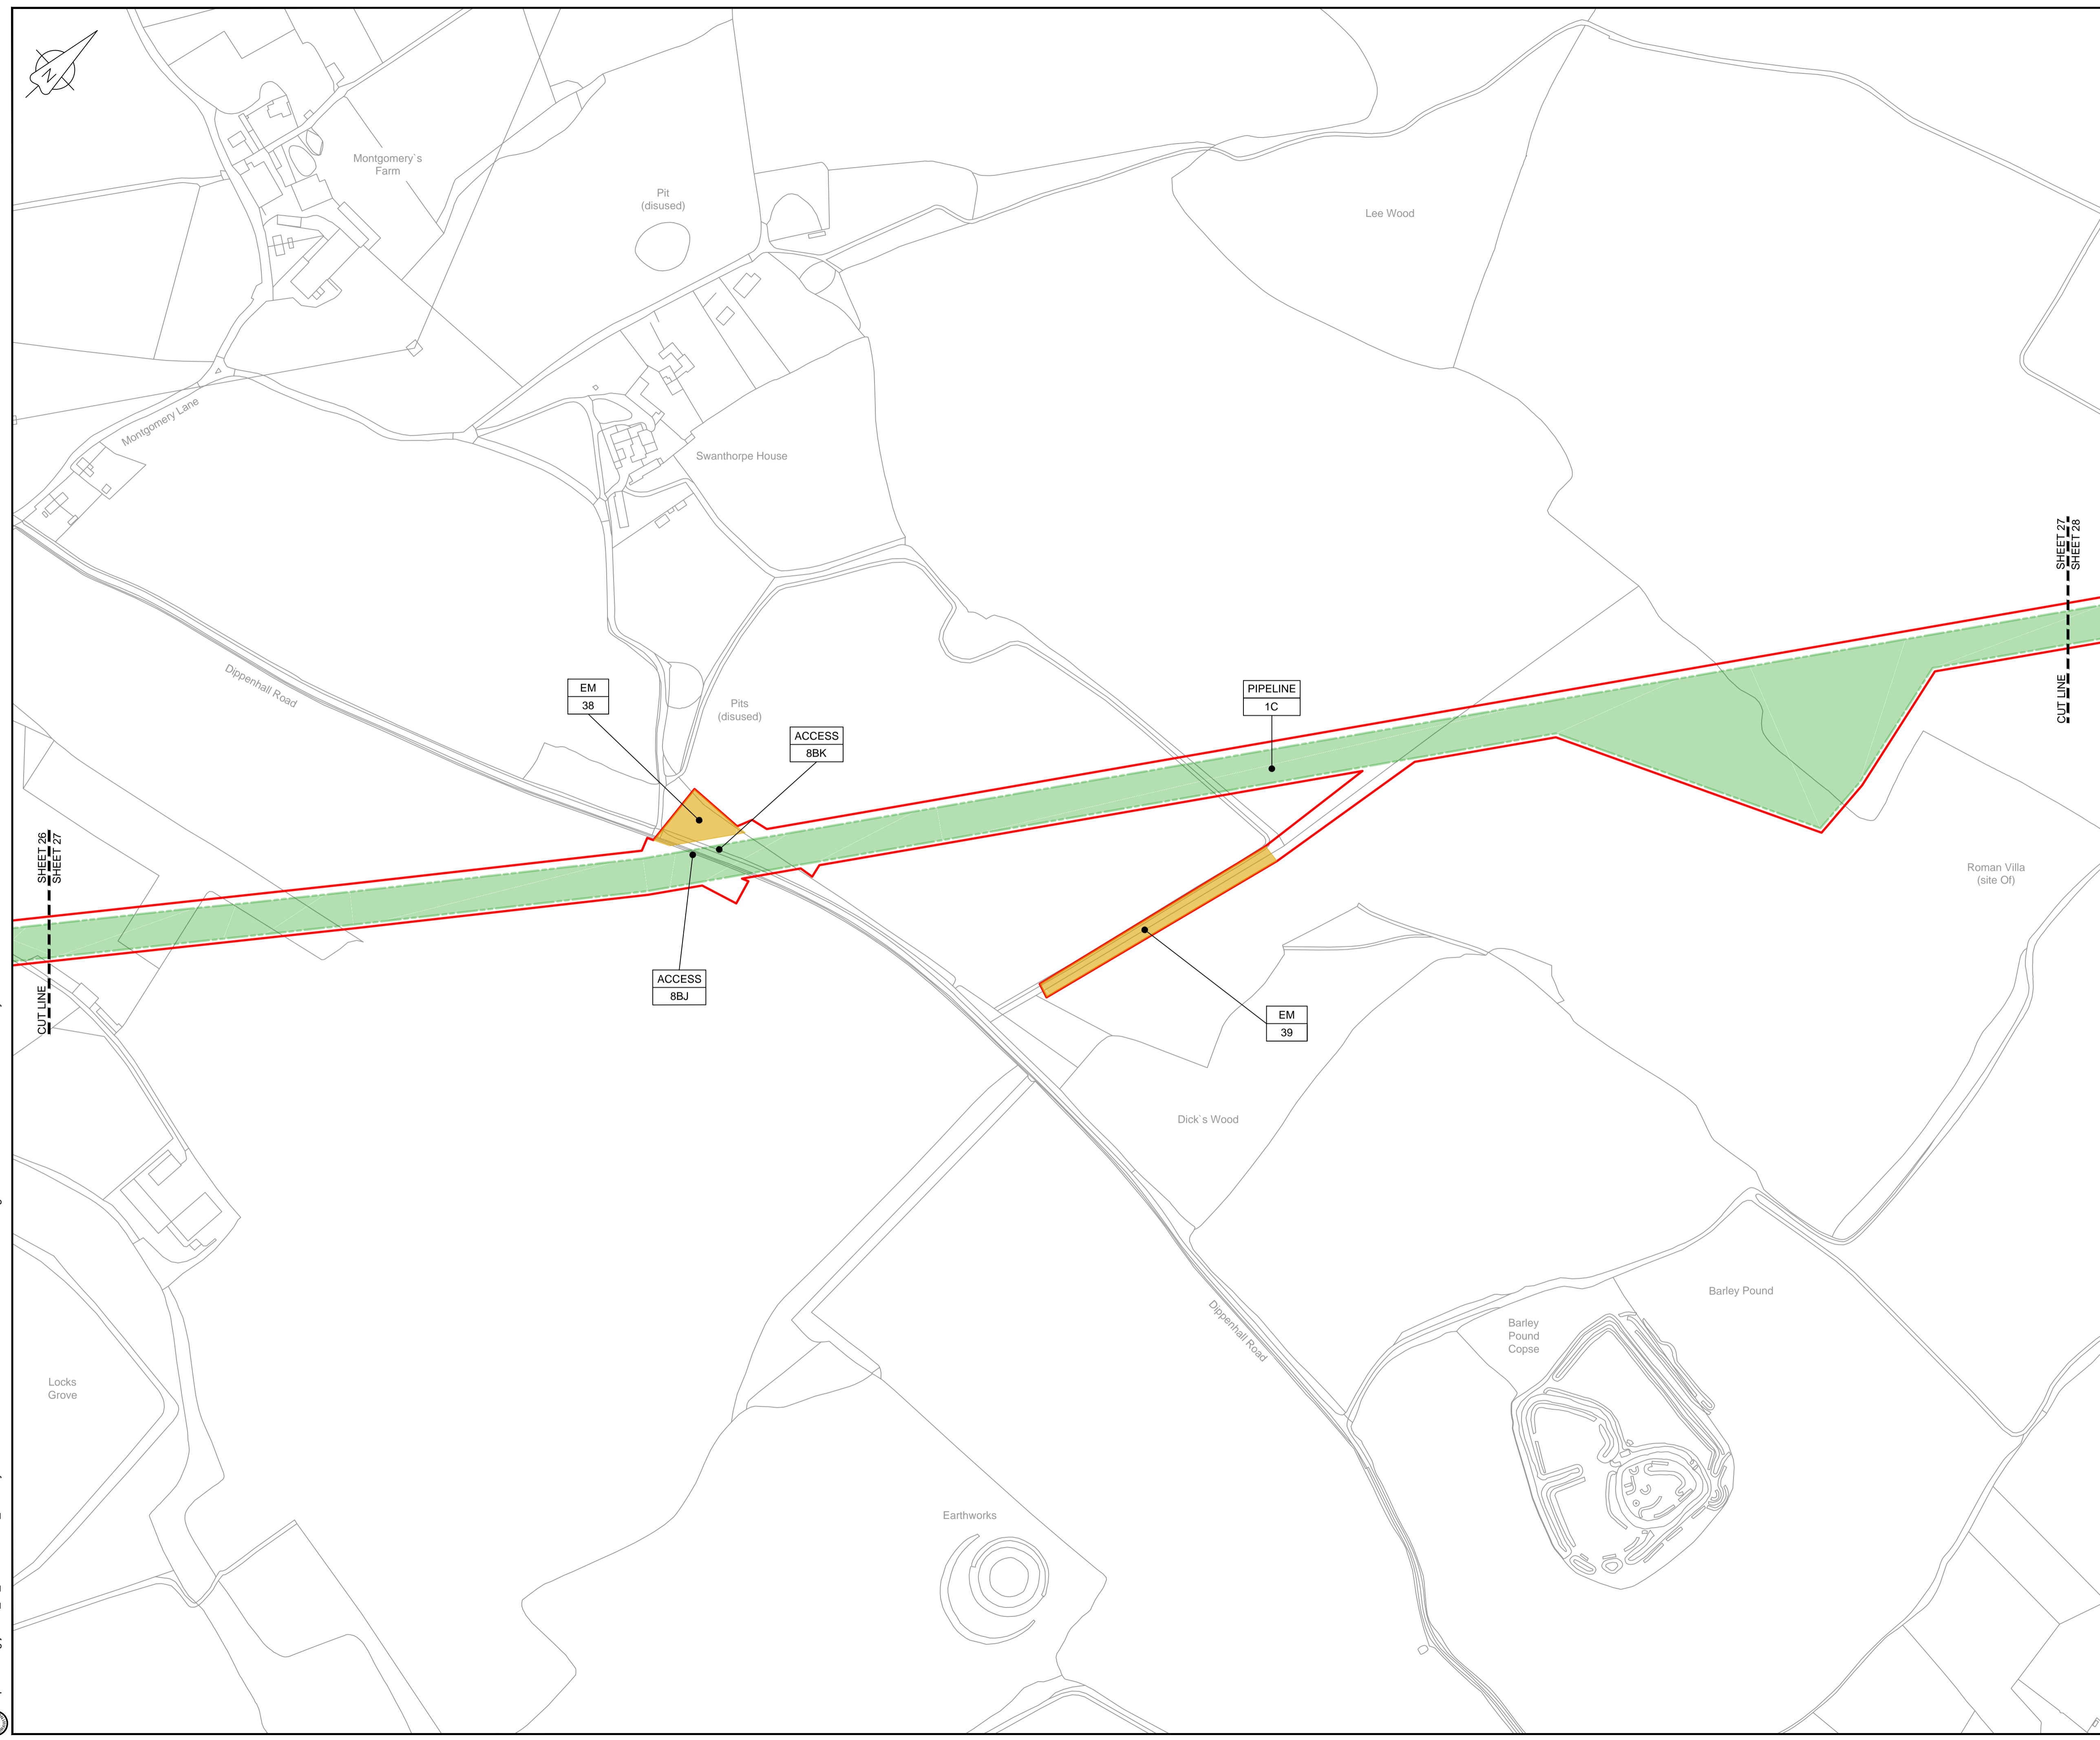 N
Montgomery`s
Farm
Pit
(disused)
Lee Wood
Montgomery Lane
Swanthorpe House
SHEET 27
SHEET 28
CUT LINE
Dippenhall Road
EM
38
Pits
(disused)
ACCESS
8BK
PIPELINE
1C
SHEET 26
SHEET 27
CUT LINE
Roman Villa
(site Of)
ACCESS
8BJ
EM
39
Dick`s Wood
Barley Pound
Barley
Pound
Copse
Dippenhall Road
Locks
Grove
Earthworks